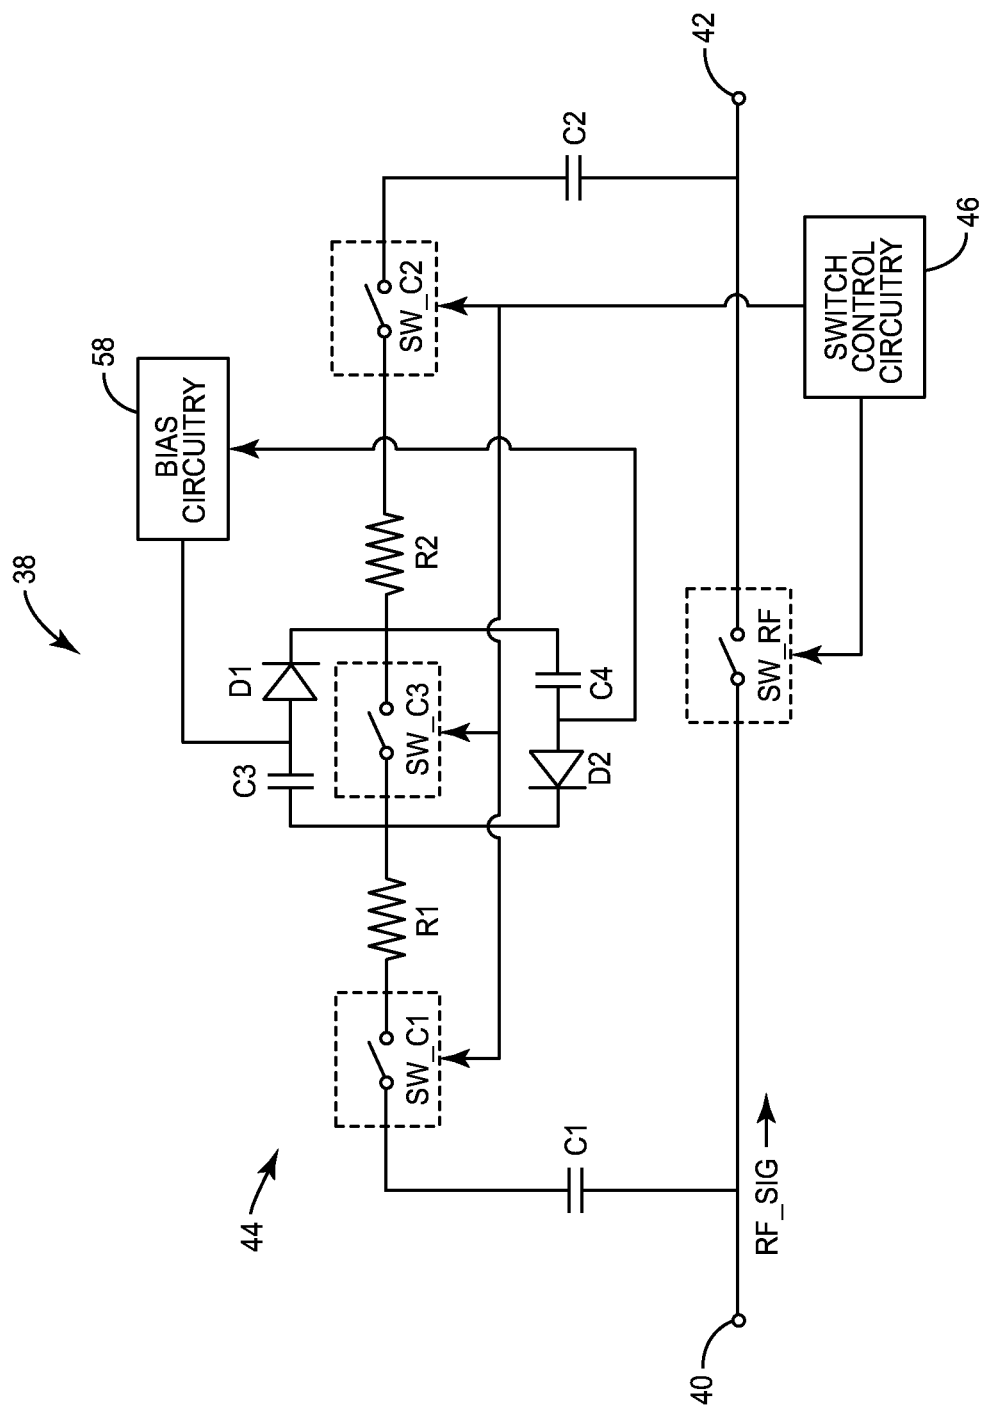 38
58
BIAS
CIRCUITRY
44
C3
D1
SW_C1
R1
SW_C3
R2
SW_C2
D2
C4
C1
C2
40
RF_SIG
SW_RF
42
SWITCH
CONTROL
CIRCUITRY
46